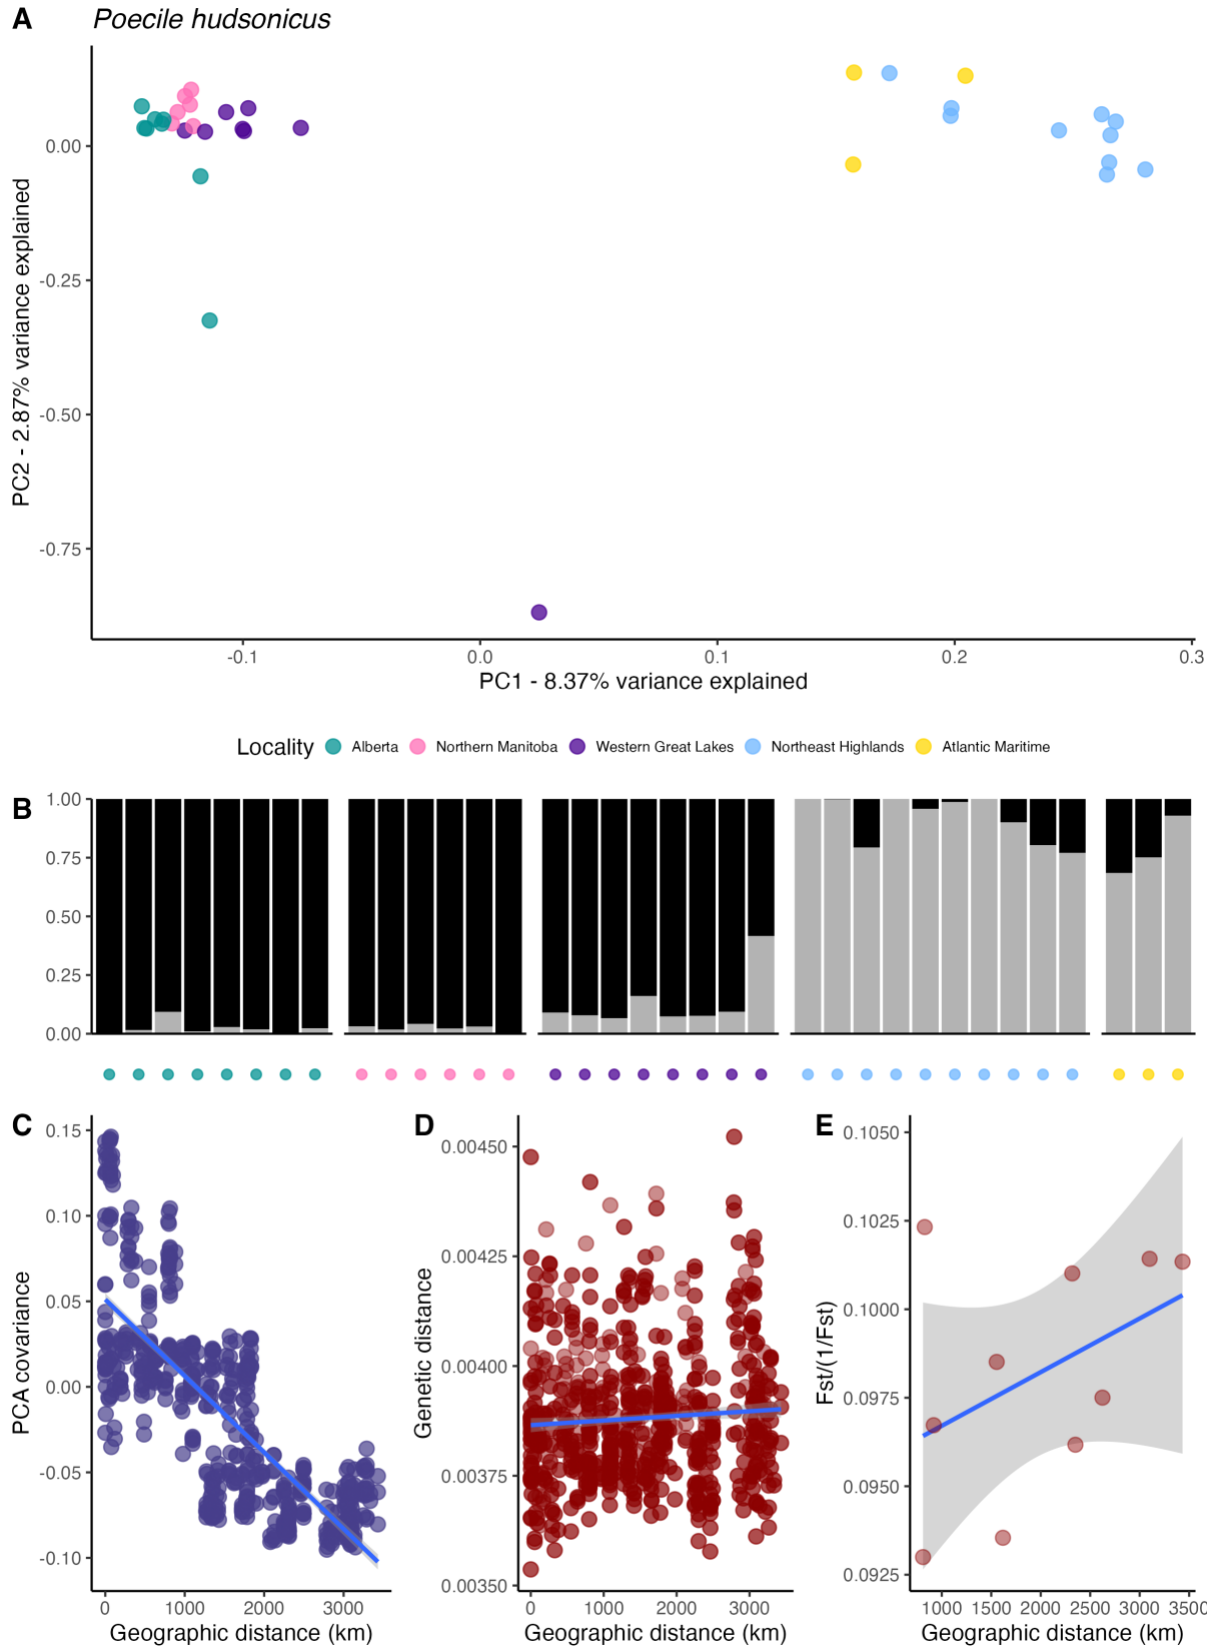 A Poecile hudsonicus
PC2 - 2.87% variance explained
0.00
-0.25
-0.50
-0.75
-0.1 0.0 0.1 0.2 0.3
PC1 - 8.37% variance explained
Locality Alberta Northern Manitoba Western Great Lakes Northeast Highlands Atlantic Maritime
B
1.00
0.75
0.50
0.25
0.00
C
PCA covariance
0.15
0.10
0.05
0.00
-0.05
-0.10
0 1000 2000 3000
Geographic distance (km)
D
Genetic distance
0.00450
0.00425
0.00400
0.00375
0.00350
0 1000 2000 3000
Geographic distance (km)
E
Fst/(1/Fst)
0.1050
0.1025
0.1000
0.0975
0.0950
0.0925
1000 1500 2000 2500 3000 3500
Geographic distance (km)